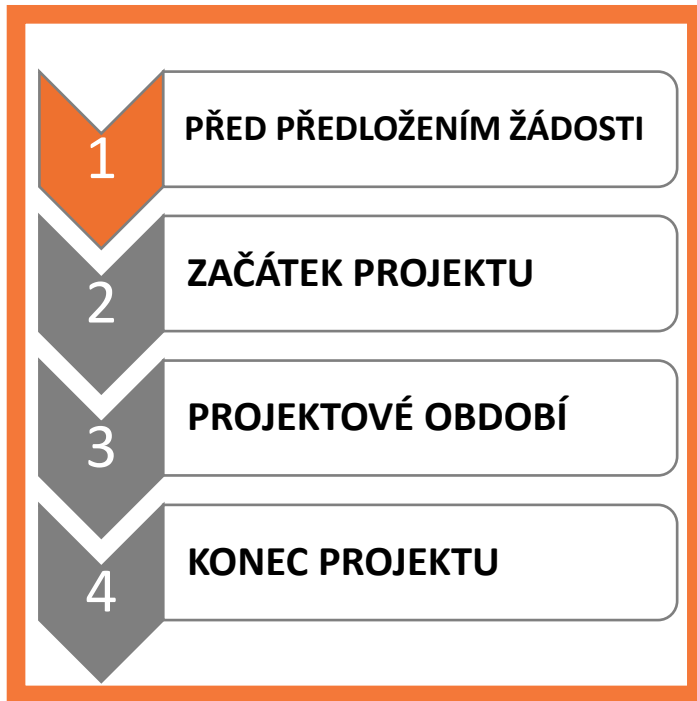 1
PŘED PŘEDLOŽENÍM ŽÁDOSTI
2
ZAČÁTEK PROJEKTU
3
PROJEKTOVÉ OBDOBÍ
4
KONEC PROJEKTU